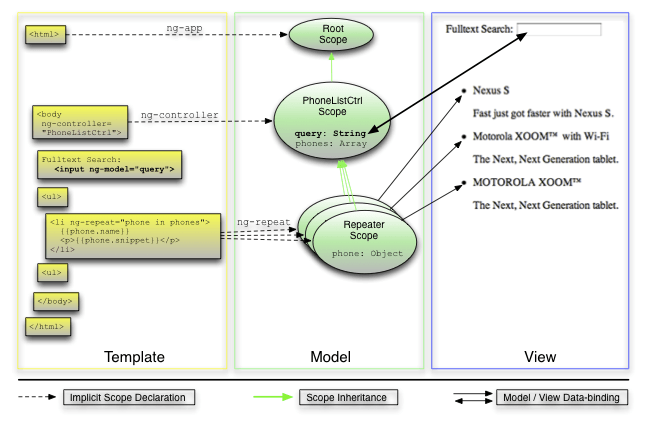 <html>
ng-app
Root
Scope
<body
ng-controller=
"PhoneListCtrl">
ng-controller
PhoneListCtrl
Scope
query: String
phones: Array
Fulltext Search:
<input ng-model="query">
<ul>
<li ng-repeat="phone in phones">
{{phone.name}}
<p>{{phone.snippet}}</p>
</li>
ng-repeat
Repeater
Scope
phone: Object
<ul>
</body>
</html>
Fulltext Search:
Nexus S
Fast just got faster with Nexus S.
Motorola XOOM™ with Wi-Fi
The Next, Next Generation tablet.
MOTOROLA XOOM™
The Next, Next Generation tablet.
Template
Model
View
Implicit Scope Declaration
Scope Inheritance
Model / View Data-binding